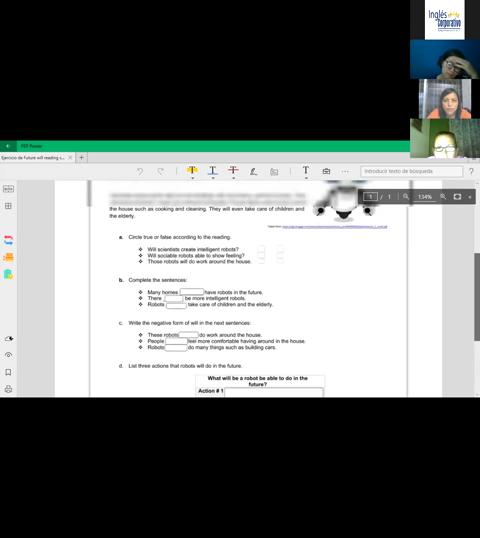 Inglés
Corporativo
PDF Reader
Ejercicio de Future will reading c...
Introducir texto de búsqueda
1 / 1
134%
the house such as cooking and cleaning. They will even take care of children and
the elderly.
a. Circle true or false according to the reading.
❖ Will scientists create intelligent robots?
❖ Will sociable robots able to show feeling?
❖ Those robots will do work around the house.
b. Complete the sentences:
❖ Many homes have robots in the future.
❖ There be more intelligent robots.
❖ Robots take care of children and the elderly.
c. Write the negative form of will in the next sentences:
❖ These robots do work around the house.
❖ People feel more comfortable having around in the house.
❖ Robots do many things such as building cars.
d. List three actions that robots will do in the future.
What will be a robot be able to do in the
future?
Action # 1